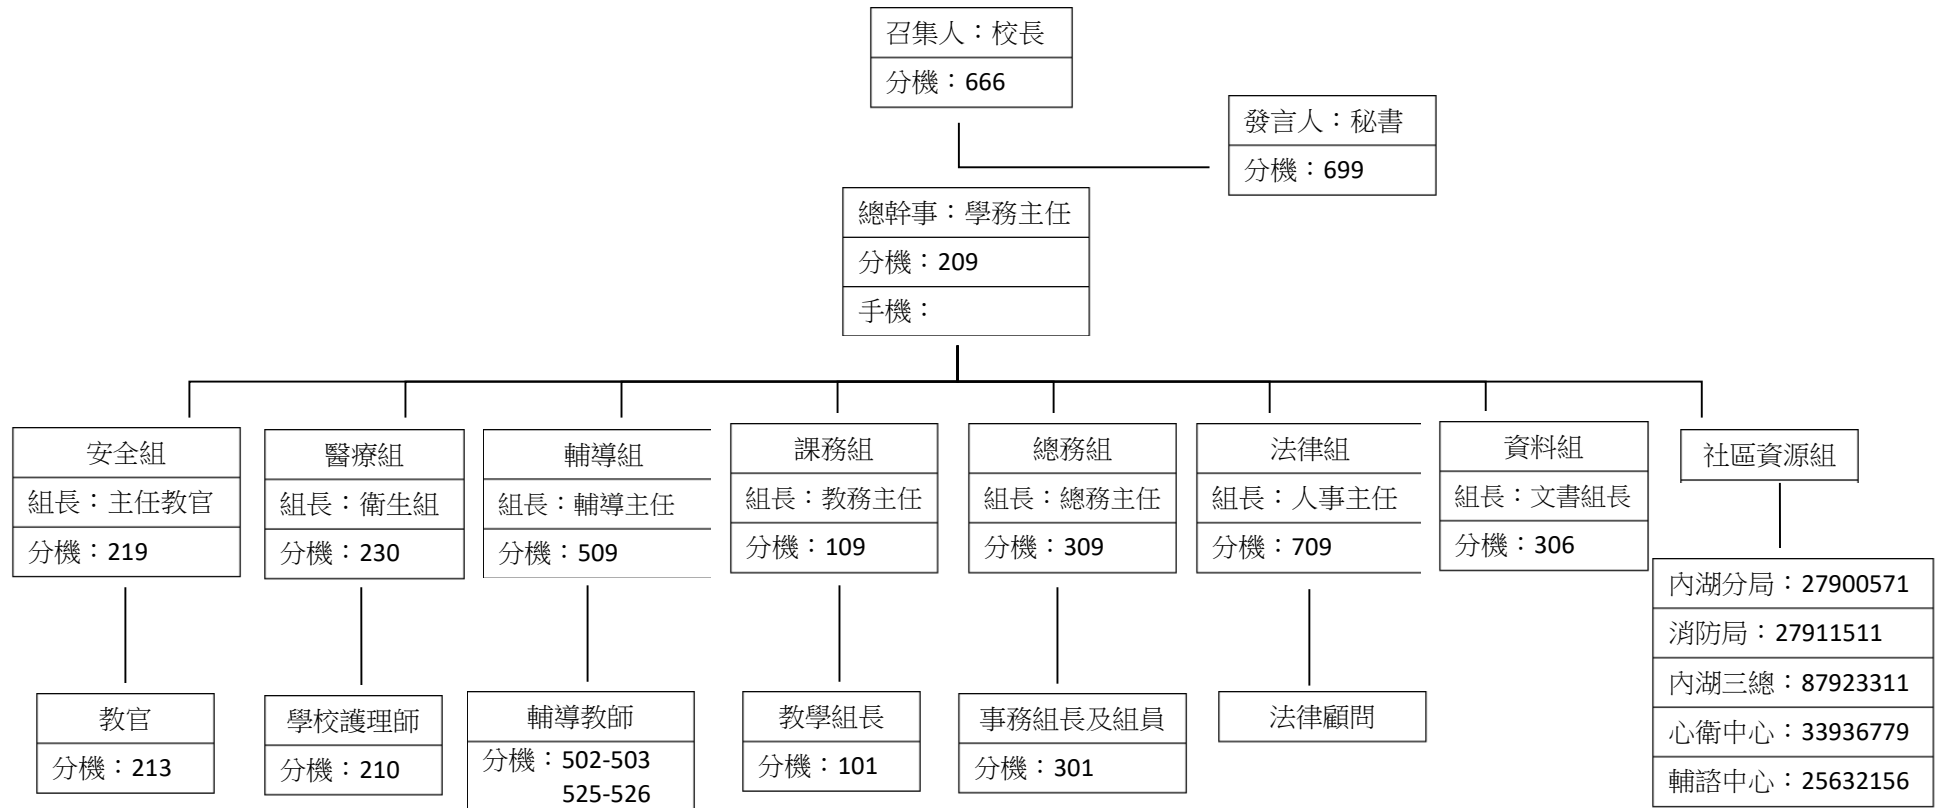 召集人：校長
分機：666
發言人：秘書
分機：699
總幹事：學務主任
分機：209
手機：
安全組
組長：主任教官
分機：219
教官
分機：213
醫療組
組長：衛生組
分機：230
學校護理師
分機：210
輔導組
組長：輔導主任
分機：509
輔導教師
分機：502-503
525-526
課務組
組長：教務主任
分機：109
教學組長
分機：101
總務組
組長：總務主任
分機：309
事務組長及組員
分機：301
法律組
組長：人事主任
分機：709
法律顧問
資料組
組長：文書組長
分機：306
社區資源組
內湖分局：27900571
消防局：27911511
內湖三總：87923311
心衛中心：33936779
輔諮中心：25632156